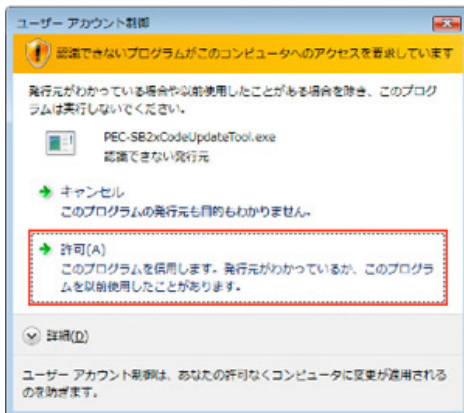 ユーザー アカウント制御
認識できないプログラムがこのコンピュータへのアクセスを要求しています
発行元がわかっている場合や以前使用したことがある場合を除き、このプログ
ラムは実行しないでください。
PEC-SB2xCodeUpdateTool.exe
認識できない発行元
キャンセル
このプログラムの発行元も目的もわかりません。
許可(A)
このプログラムを信用します。発行元がわかっているか、このプログラ
ムを以前使用したことがあります。
詳細(D)
ユーザー アカウント制御は、あなたの許可なくコンピュータに変更が適用される
のを防ぎます。